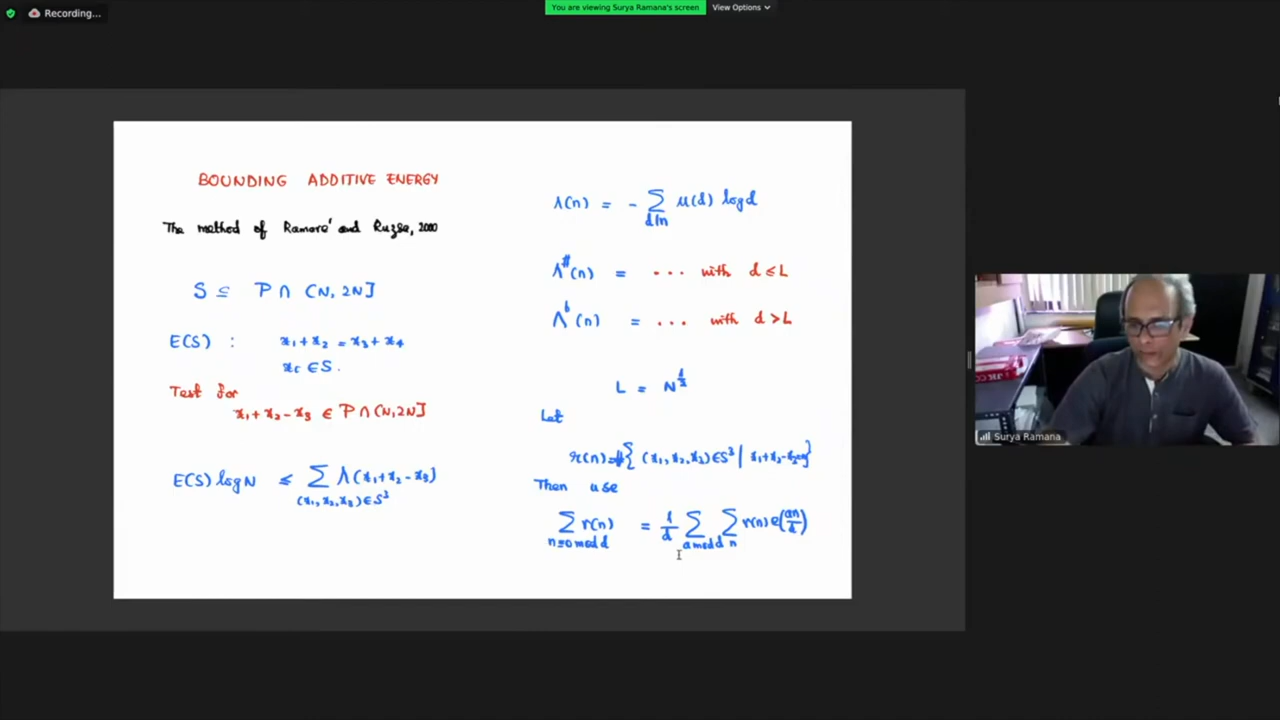 Recording...
You are viewing Surya Ramana's screen
View Options
BOUNDING ADDITIVE ENERGY
The method of Ramaré and Ruzsa, 2000
S ⊆ P ∩ (N, 2N]
E(S) : x₁+x₂ = x₃+x₄
xᵢ ∈ S.
Test for
x₁+x₂-x₃ ∈ P ∩ (N,2N]
E(S) log N ≤ ∑ Λ(x₁+x₂-x₃)
(x₁,x₂,x₃) ∈ S³
Λ(n) = - ∑ μ(d) log d
d|n
Λ^#(n) = ... with d ≤ L
Λ^b(n) = ... with d > L
L = N^
Let
r(n) = #{ (x₁,x₂,x₃) ∈ S³ | x₁+x₂-x₃=n}
Then use
∑ r(n) = 1/d ∑ ∑ r(n) e(an/d)
n≡0 mod d a mod d n
Surya Ramana